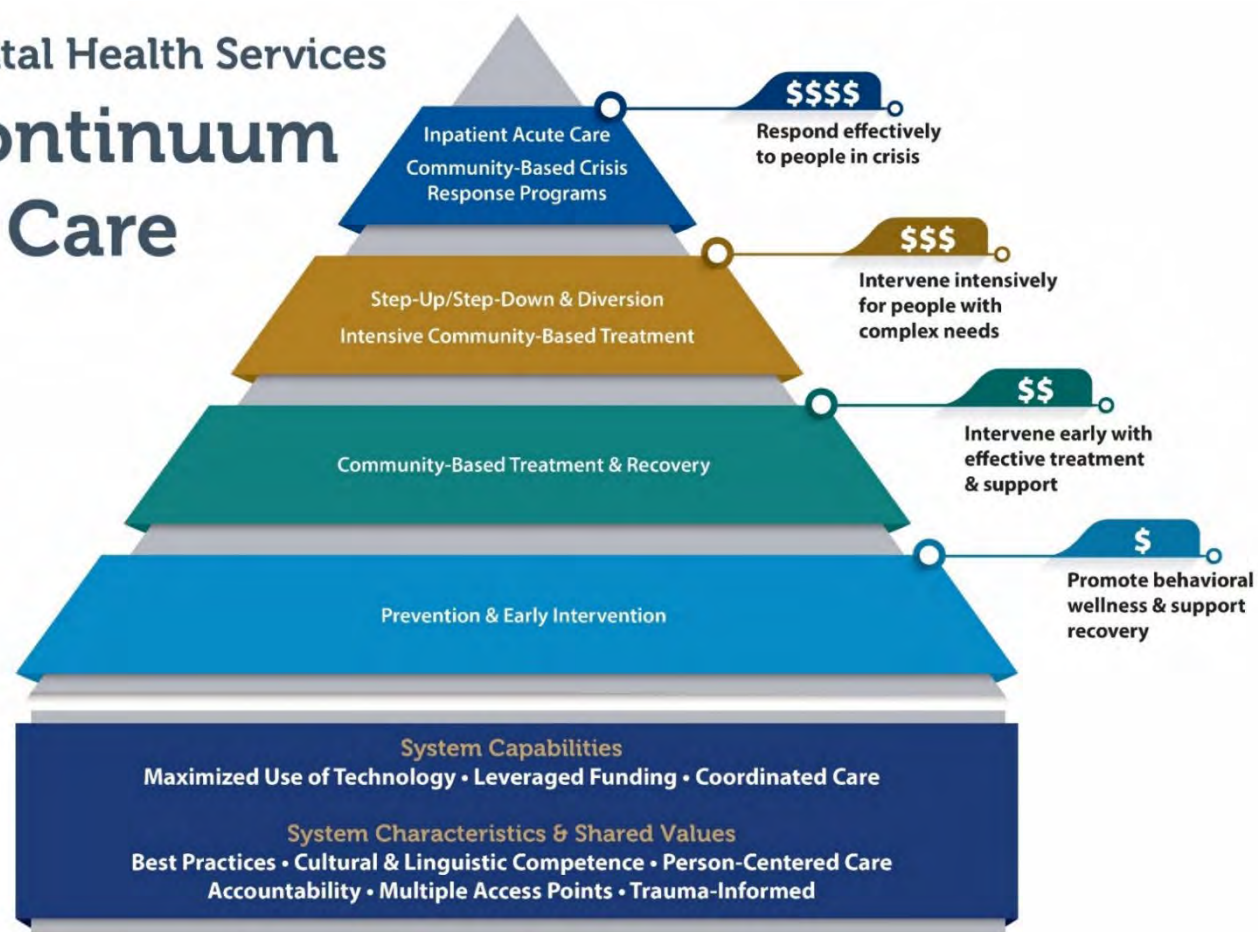 tal Health Services
ontinuum
Care
$$$$
Respond effectively
to people in crisis
Inpatient Acute Care
Community-Based Crisis
Response Programs
$$$
Intervene intensively
for people with
complex needs
Step-Up/Step-Down & Diversion
Intensive Community-Based Treatment
$$
Intervene early with
effective treatment
& support
Community-Based Treatment & Recovery
$
Promote behavioral
wellness & support
recovery
Prevention & Early Intervention
System Capabilities
Maximized Use of Technology • Leveraged Funding • Coordinated Care
System Characteristics & Shared Values
Best Practices • Cultural & Linguistic Competence • Person-Centered Care
Accountability • Multiple Access Points • Trauma-Informed